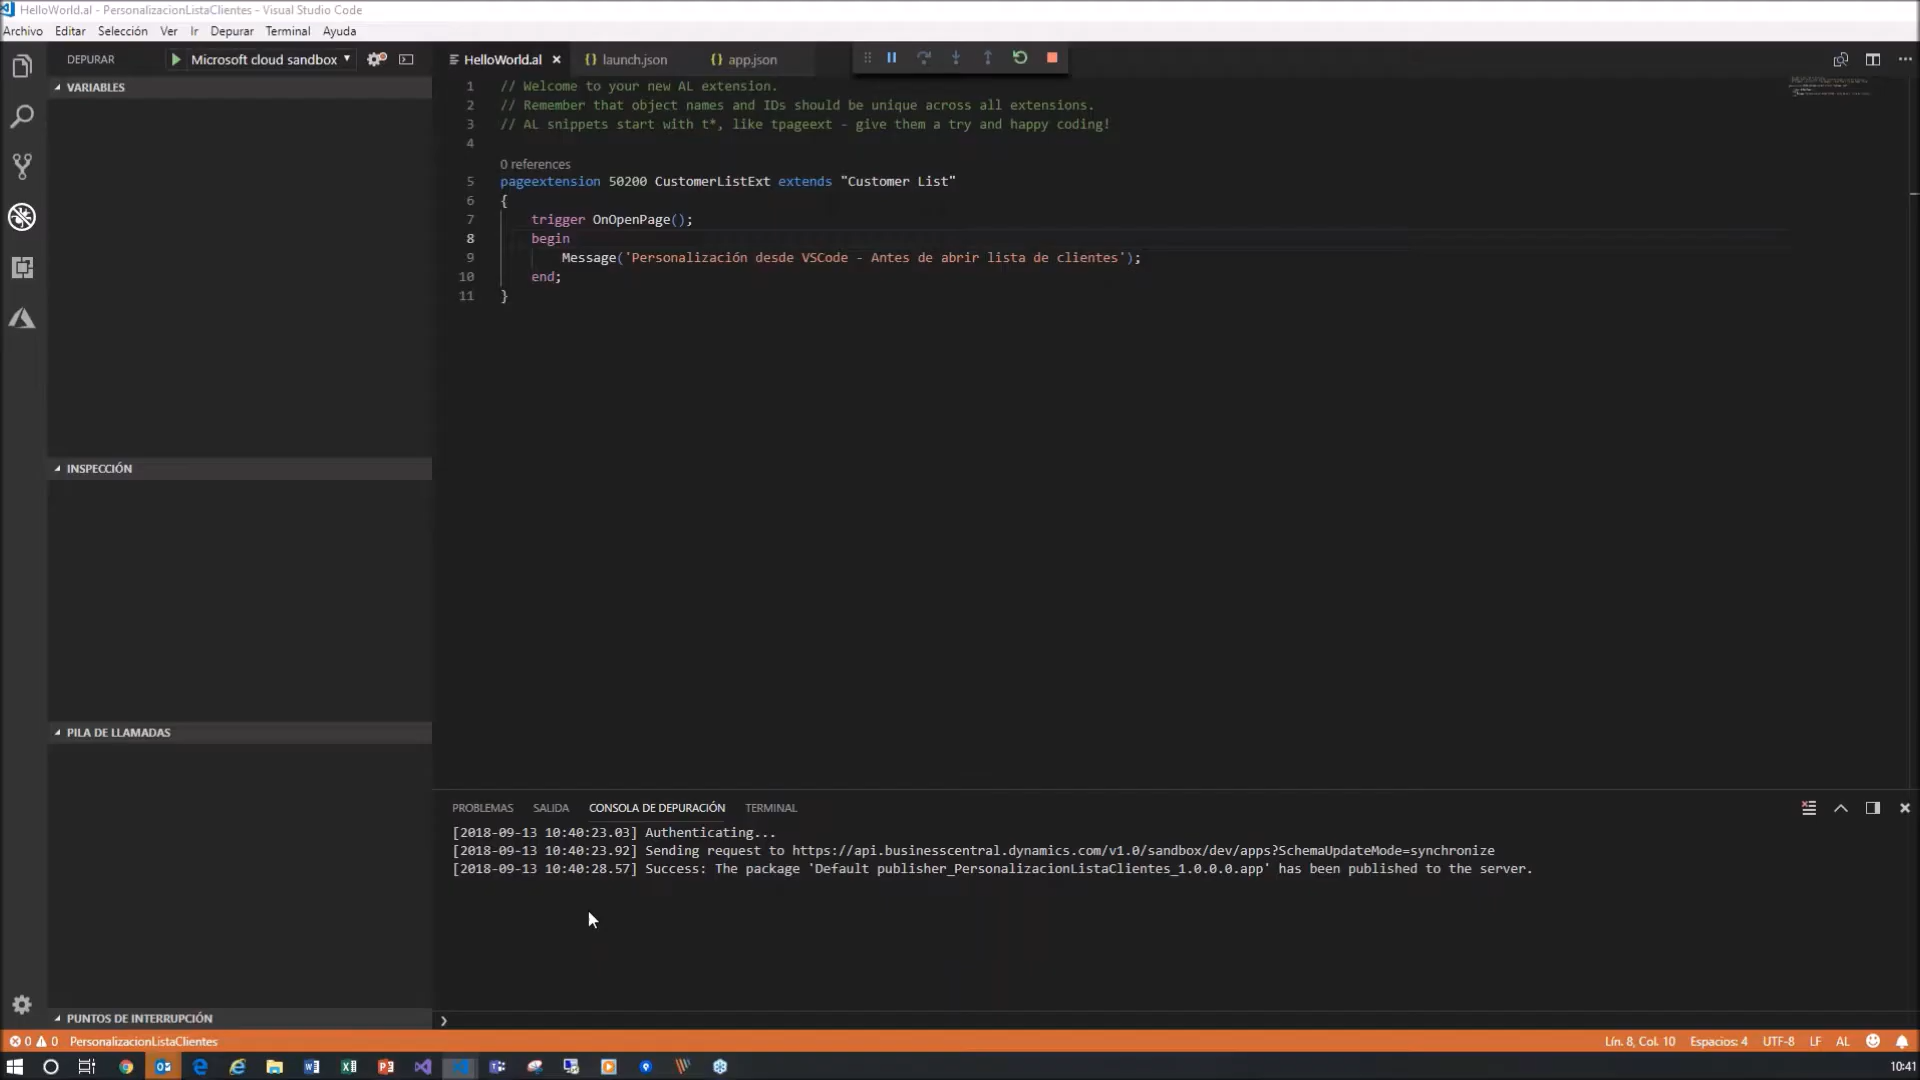 HelloWorld.al - PersonalizacionListaClientes - Visual Studio Code
Archivo Editar Selección Ver Ir Depurar Terminal Ayuda
DEPURAR Microsoft cloud sandbox
HelloWorld.al launch.json app.json
VARIABLES
1 // Welcome to your new AL extension.
2 // Remember that object names and IDs should be unique across all extensions.
3 // AL snippets start with t*, like tpageext - give them a try and happy coding!
4
0 references
5 pageextension 50200 CustomerListExt extends "Customer List"
6 {
7 trigger OnOpenPage();
8 begin
9 Message('Personalización desde VSCode - Antes de abrir lista de clientes');
10 end;
11 }
INSPECCIÓN
PILA DE LLAMADAS
PROBLEMAS SALIDA CONSOLA DE DEPURACIÓN TERMINAL
[2018-09-13 10:40:23.03] Authenticating...
[2018-09-13 10:40:23.92] Sending request to https://api.businesscentral.dynamics.com/v1.0/sandbox/dev/apps?SchemaUpdateMode=synchronize
[2018-09-13 10:40:28.57] Success: The package 'Default publisher_PersonalizacionListaClientes_1.0.0.0.app' has been published to the server.
PUNTOS DE INTERRUPCIÓN
0 0 PersonalizacionListaClientes
Lín. 8, Col. 10 Espacios: 4 UTF-8 LF AL
10:41